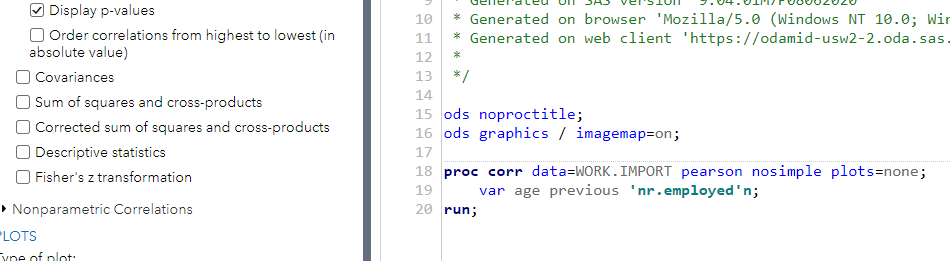 Display p-values
Order correlations from highest to lowest (in
absolute value)
Covariances
Sum of squares and cross-products
Corrected sum of squares and cross-products
Descriptive statistics
Fisher's z transformation
Nonparametric Correlations
PLOTS
Type of plot:
9 * Generated on SAS version '9.04.01M7P08062020'
10 * Generated on browser 'Mozilla/5.0 (Windows NT 10.0; Win
11 * Generated on web client 'https://odamid-usw2-2.oda.sas.
12 *
13 */
14
15 ods noproctitle;
16 ods graphics / imagemap=on;
17
18 proc corr data=WORK.IMPORT pearson nosimple plots=none;
19 var age previous 'nr.employed'n;
20 run;